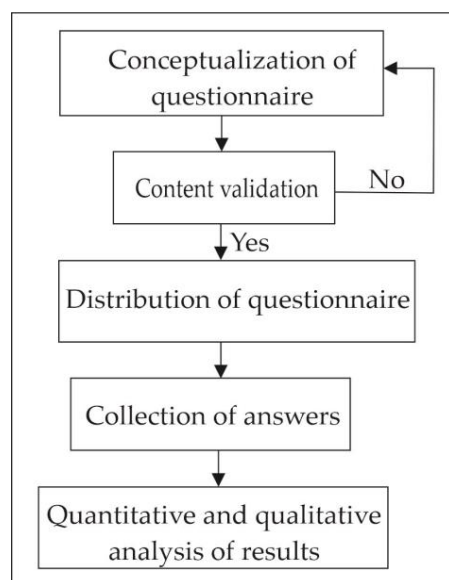 Conceptualization of
questionnaire
Content validation
No
Yes
Distribution of questionnaire
Collection of answers
Quantitative and qualitative
analysis of results